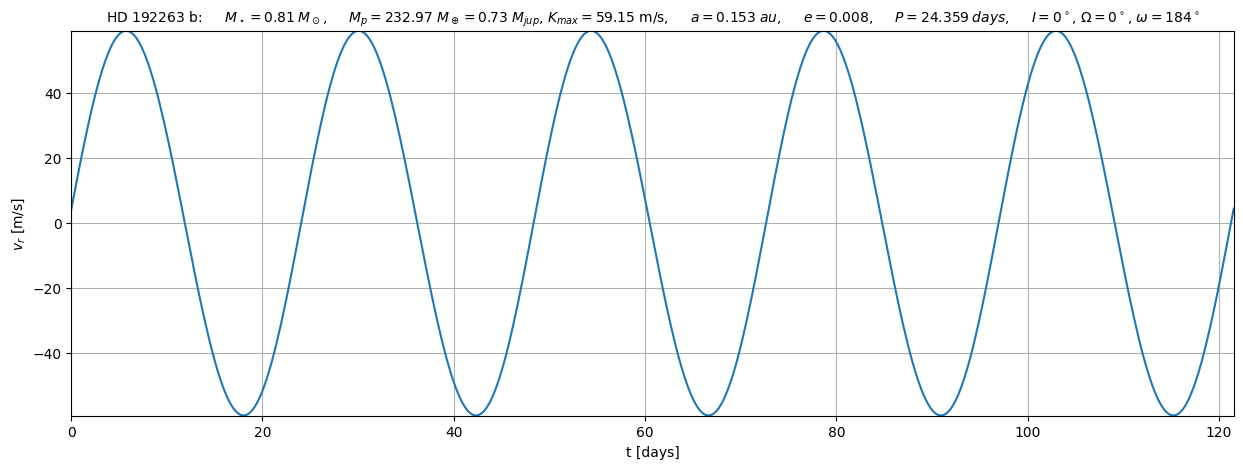 HD 192263 b: M⋆ = 0.81 M⊙, Mp = 232.97 M⊕ = 0.73 Mjup, Kmax = 59.15 m/s, a = 0.153 au, e = 0.008, P = 24.359 days, I = 0°, Ω = 0°, ω = 184°
40
20
0
−20
−40
vr [m/s]
0 20 40 60 80 100 120
t [days]